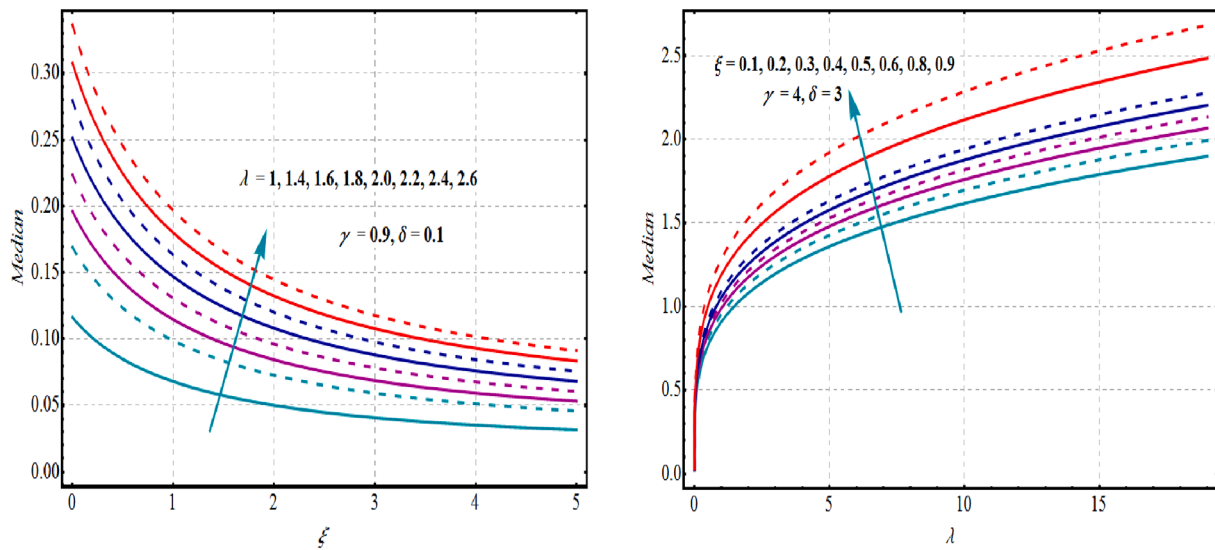 0.30
0.25
0.20
0.15
0.10
0.05
0.00
Median
λ = 1, 1.4, 1.6, 1.8, 2.0, 2.2, 2.4, 2.6
γ = 0.9, δ = 0.1
0 1 2 3 4 5
ξ
2.5
2.0
1.5
1.0
0.5
0.0
Median
ξ = 0.1, 0.2, 0.3, 0.4, 0.5, 0.6, 0.8, 0.9
γ = 4, δ = 3
0 5 10 15
λ